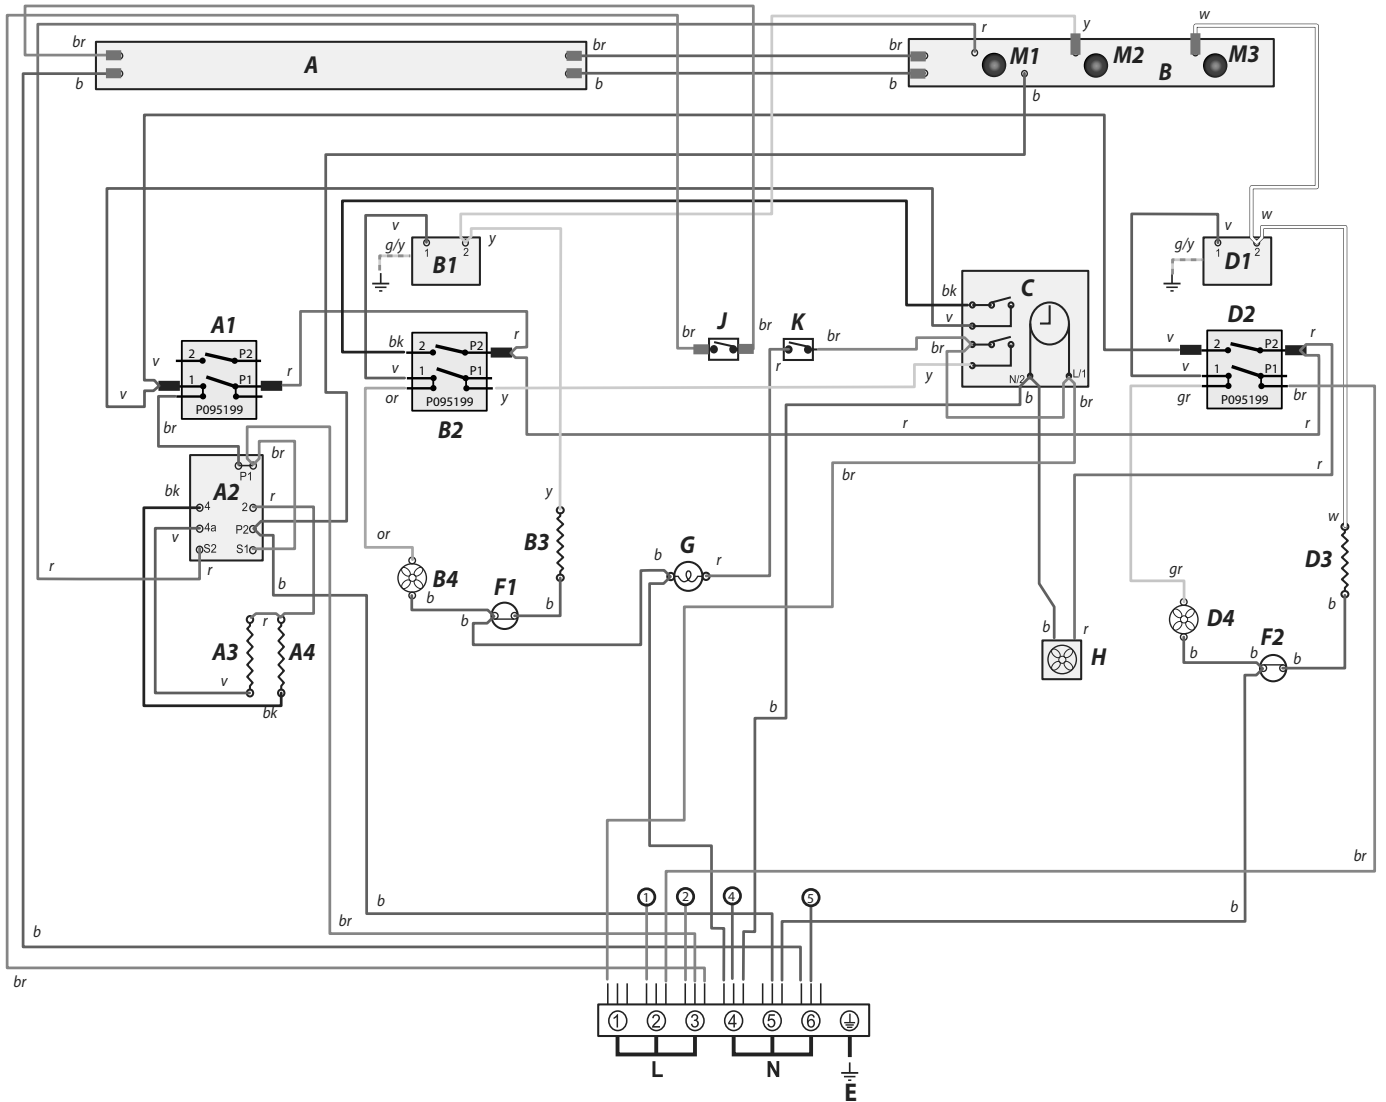 br A br br r M1 y M2 w M3
b b b b B
v y w
g/y 1 2 B1 v g/y 1 2 D1
bk C
A1 br J br K br v D2
v 2 P2 r bk 2 P2 r br v 2 P2 r
1 P1 v 1 P1 r y N/2 L/1 v 1 P1
v P095199 or P095199 y b br gr P095199 br
br B2 r r
br P1 br r
bk 4 A2 2 r y
v 4a P2 or w
r S2 S1 r b B3 b G r D3
B4 F1 gr
b b b b
r b r D4 F2
A3 A4 H b b b
v
bk b
br
1 2 4 5
b br b
b
br
1 2 3 4 5 6
L N E